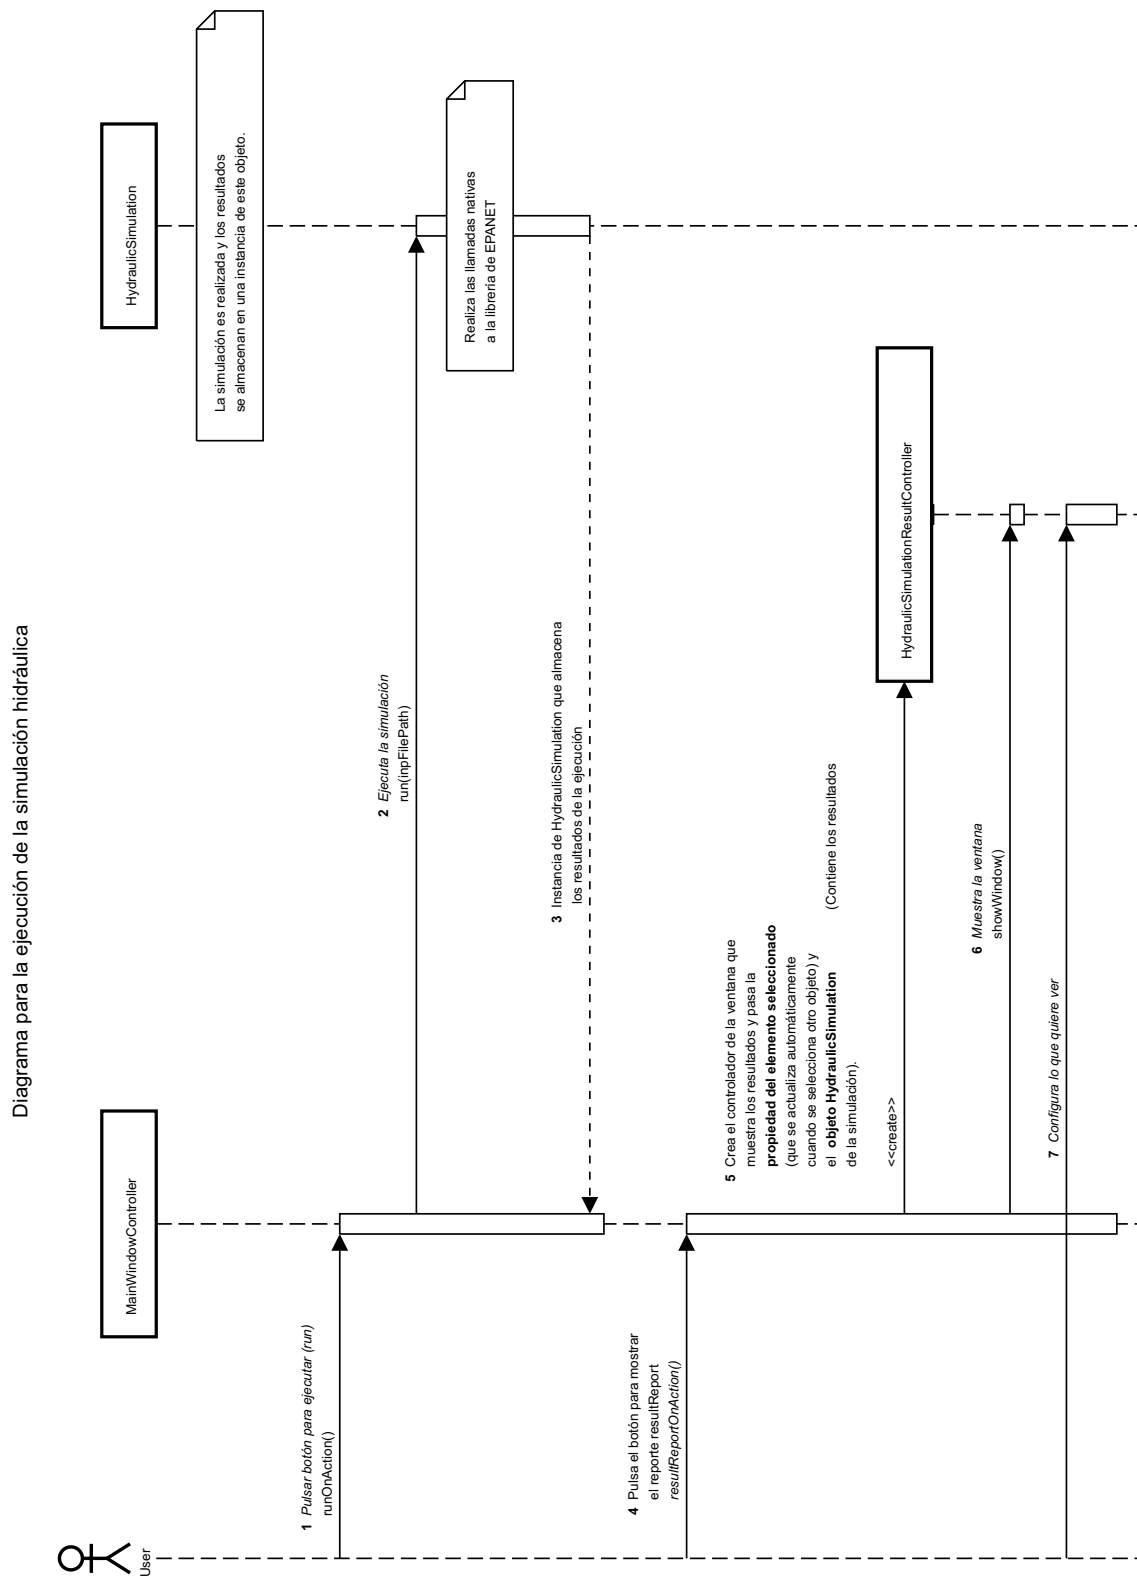 Diagrama para la ejecución de la simulación hidráulica
User
MainWindowController
HydraulicSimulation
La simulación es realizada y los resultados
se almacenan en una instancia de este objeto.
1 Pulsar botón para ejecutar (run)
runOnAction()
2 Ejecuta la simulación
run(inpFilePath)
Realiza las llamadas nativas
a la librería de EPANET
3 Instancia de HydraulicSimulation que almacena
los resultados de la ejecución
4 Pulsa el botón para mostrar
el reporte resultReport
resultReportOnAction()
5 Crea el controlador de la ventana que
muestra los resultados y pasa la
propiedad del elemento seleccionado
(que se actualiza automáticamente
cuando se selecciona otro objeto) y
el objeto HydraulicSimulation (Contiene los resultados
de la simulación).
<<create>>
HydraulicSimulationResultController
6 Muestra la ventana
showWindow()
7 Configura lo que quiere ver